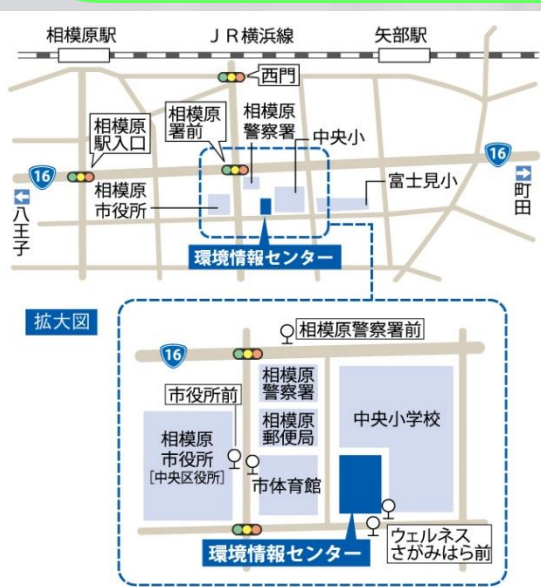 相模原駅
JR横浜線
矢部駅
西門
相模原
署前
相模原
警察署
中央小
相模原
駅入口
16
16
町田
八王子
相模原
市役所
富士見小
環境情報センター
拡大図
相模原警察署前
16
市役所前
相模原
警察署
相模原
郵便局
中央小学校
相模原
市役所
[中央区役所]
市体育館
ウェルネス
さがみはら前
環境情報センター